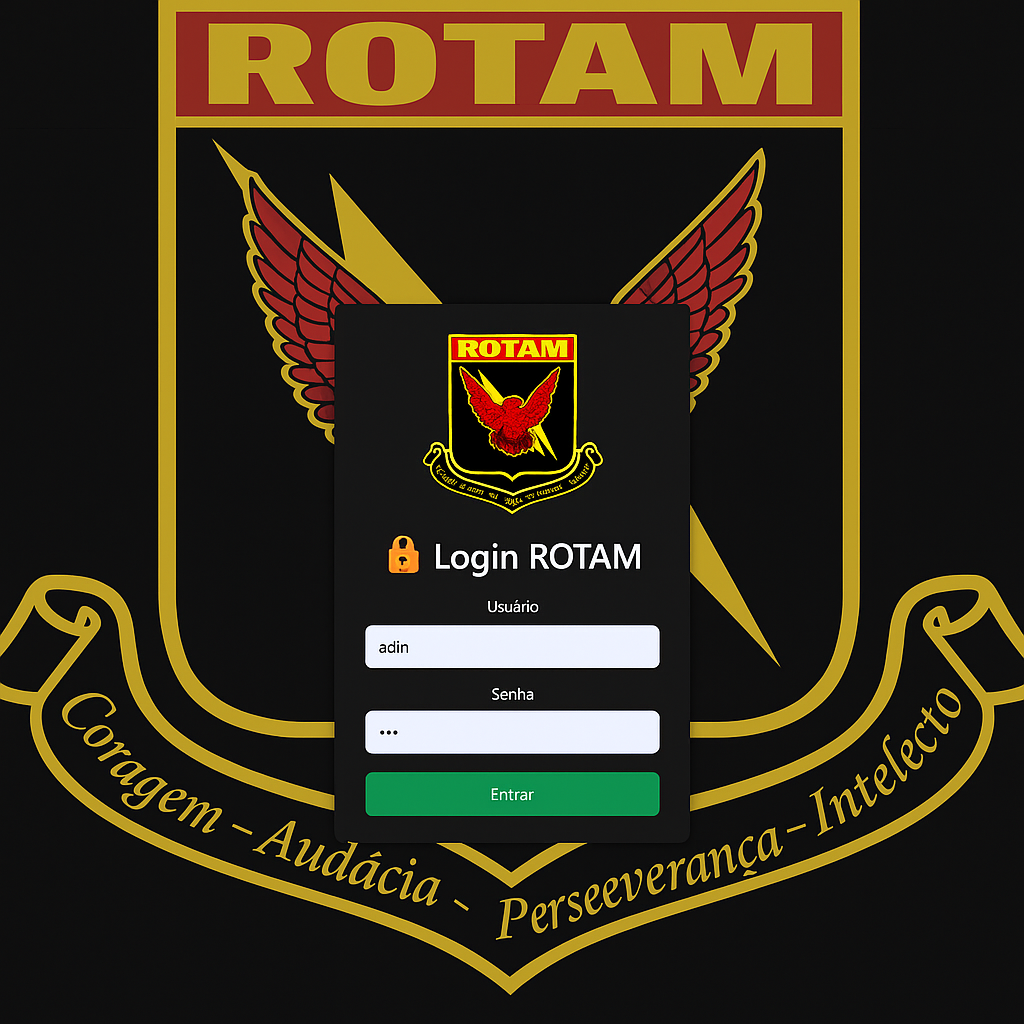 ROTAM
ROTAM
Login ROTAM
Usuário
adin
Senha
•••
Entrar
Coragem – Audácia – Perseeverança – Intelecto